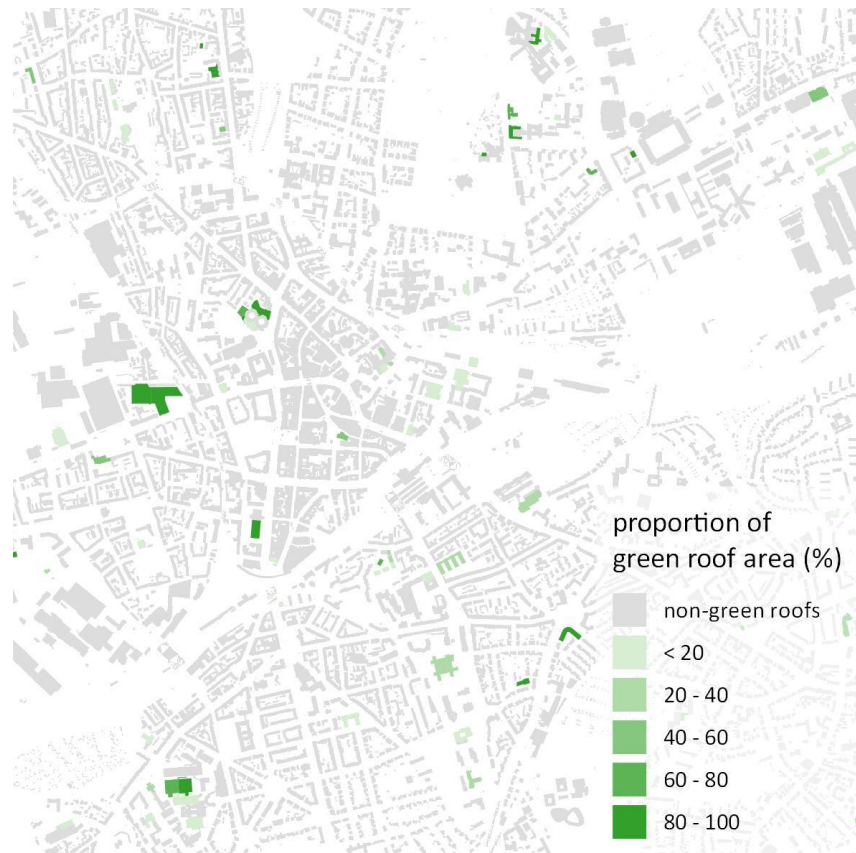 proportion of
green roof area (%)
non-green roofs
< 20
20 - 40
40 - 60
60 - 80
80 - 100